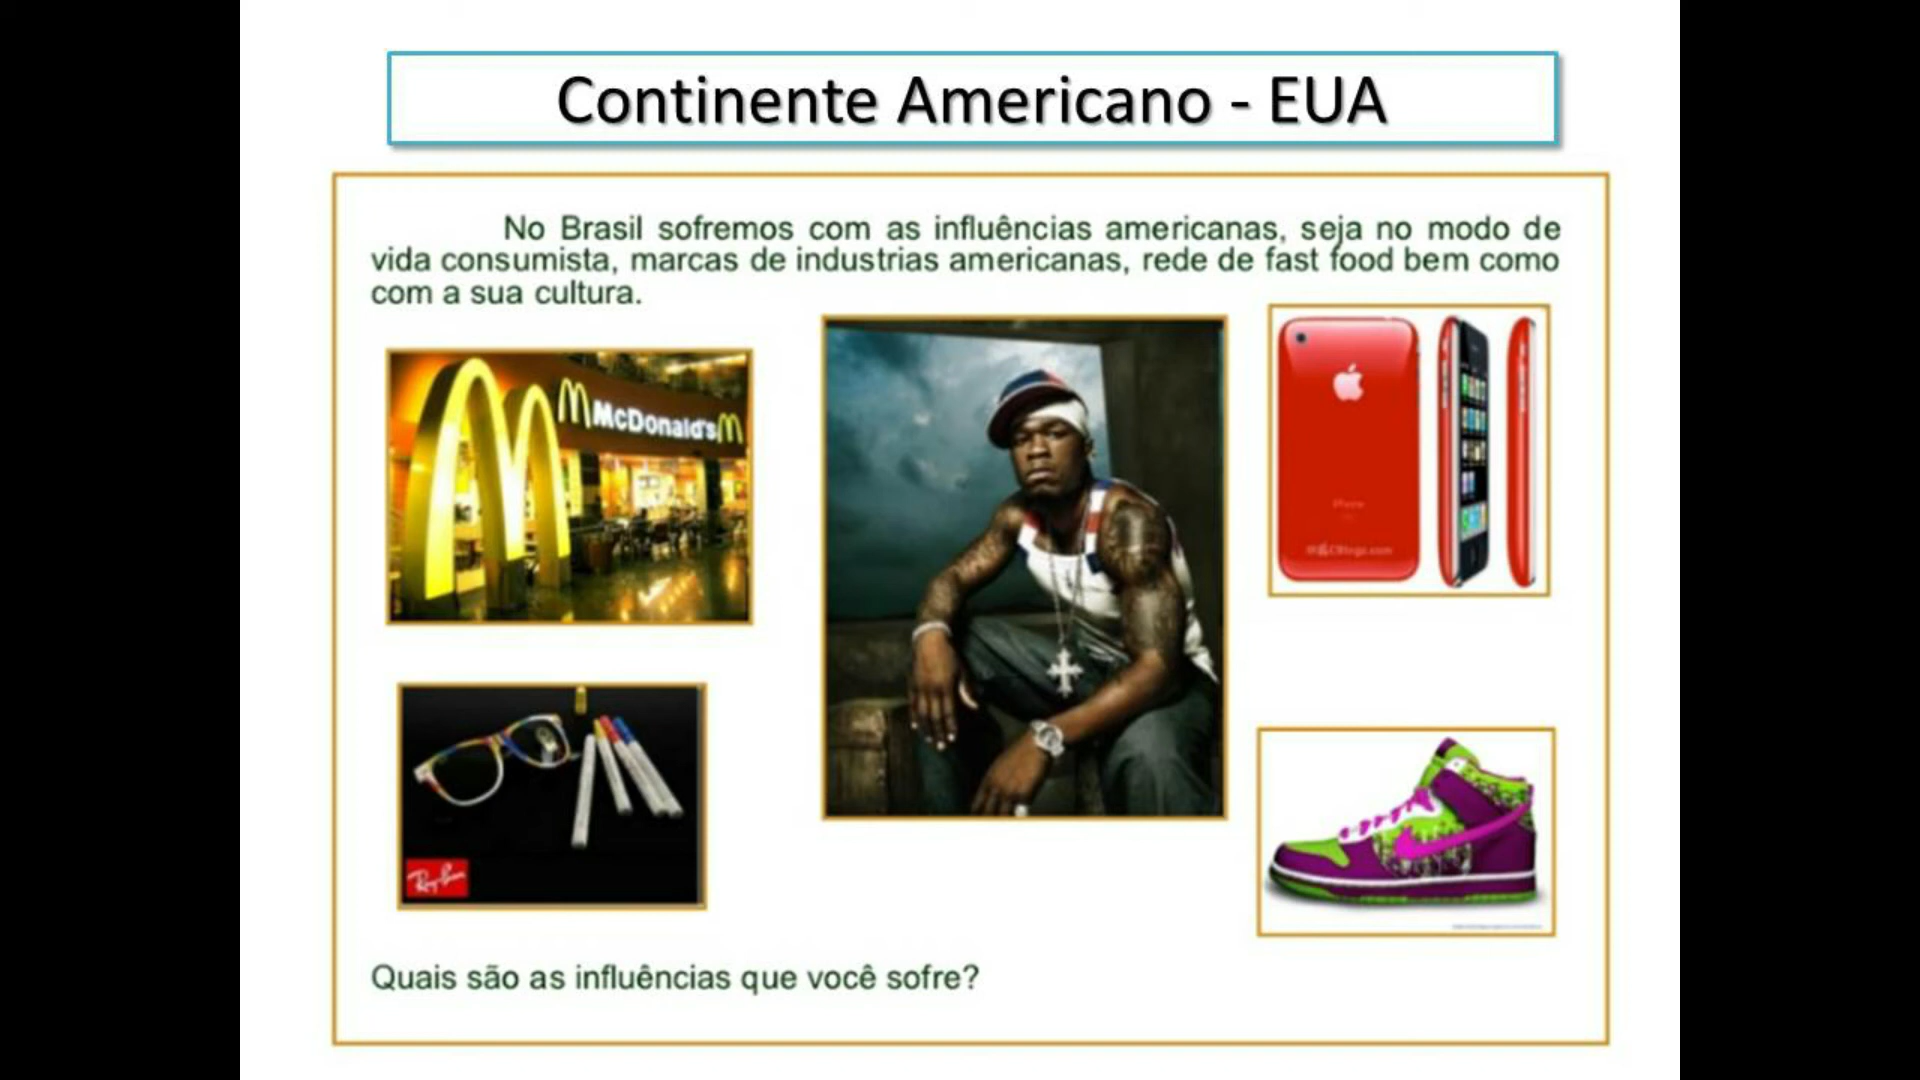 Continente Americano - EUA
No Brasil sofremos com as influências americanas, seja no modo de
vida consumista, marcas de industrias americanas, rede de fast food bem como
com a sua cultura.
McDonald's
iPhone
Ray-Ban
Quais são as influências que você sofre?